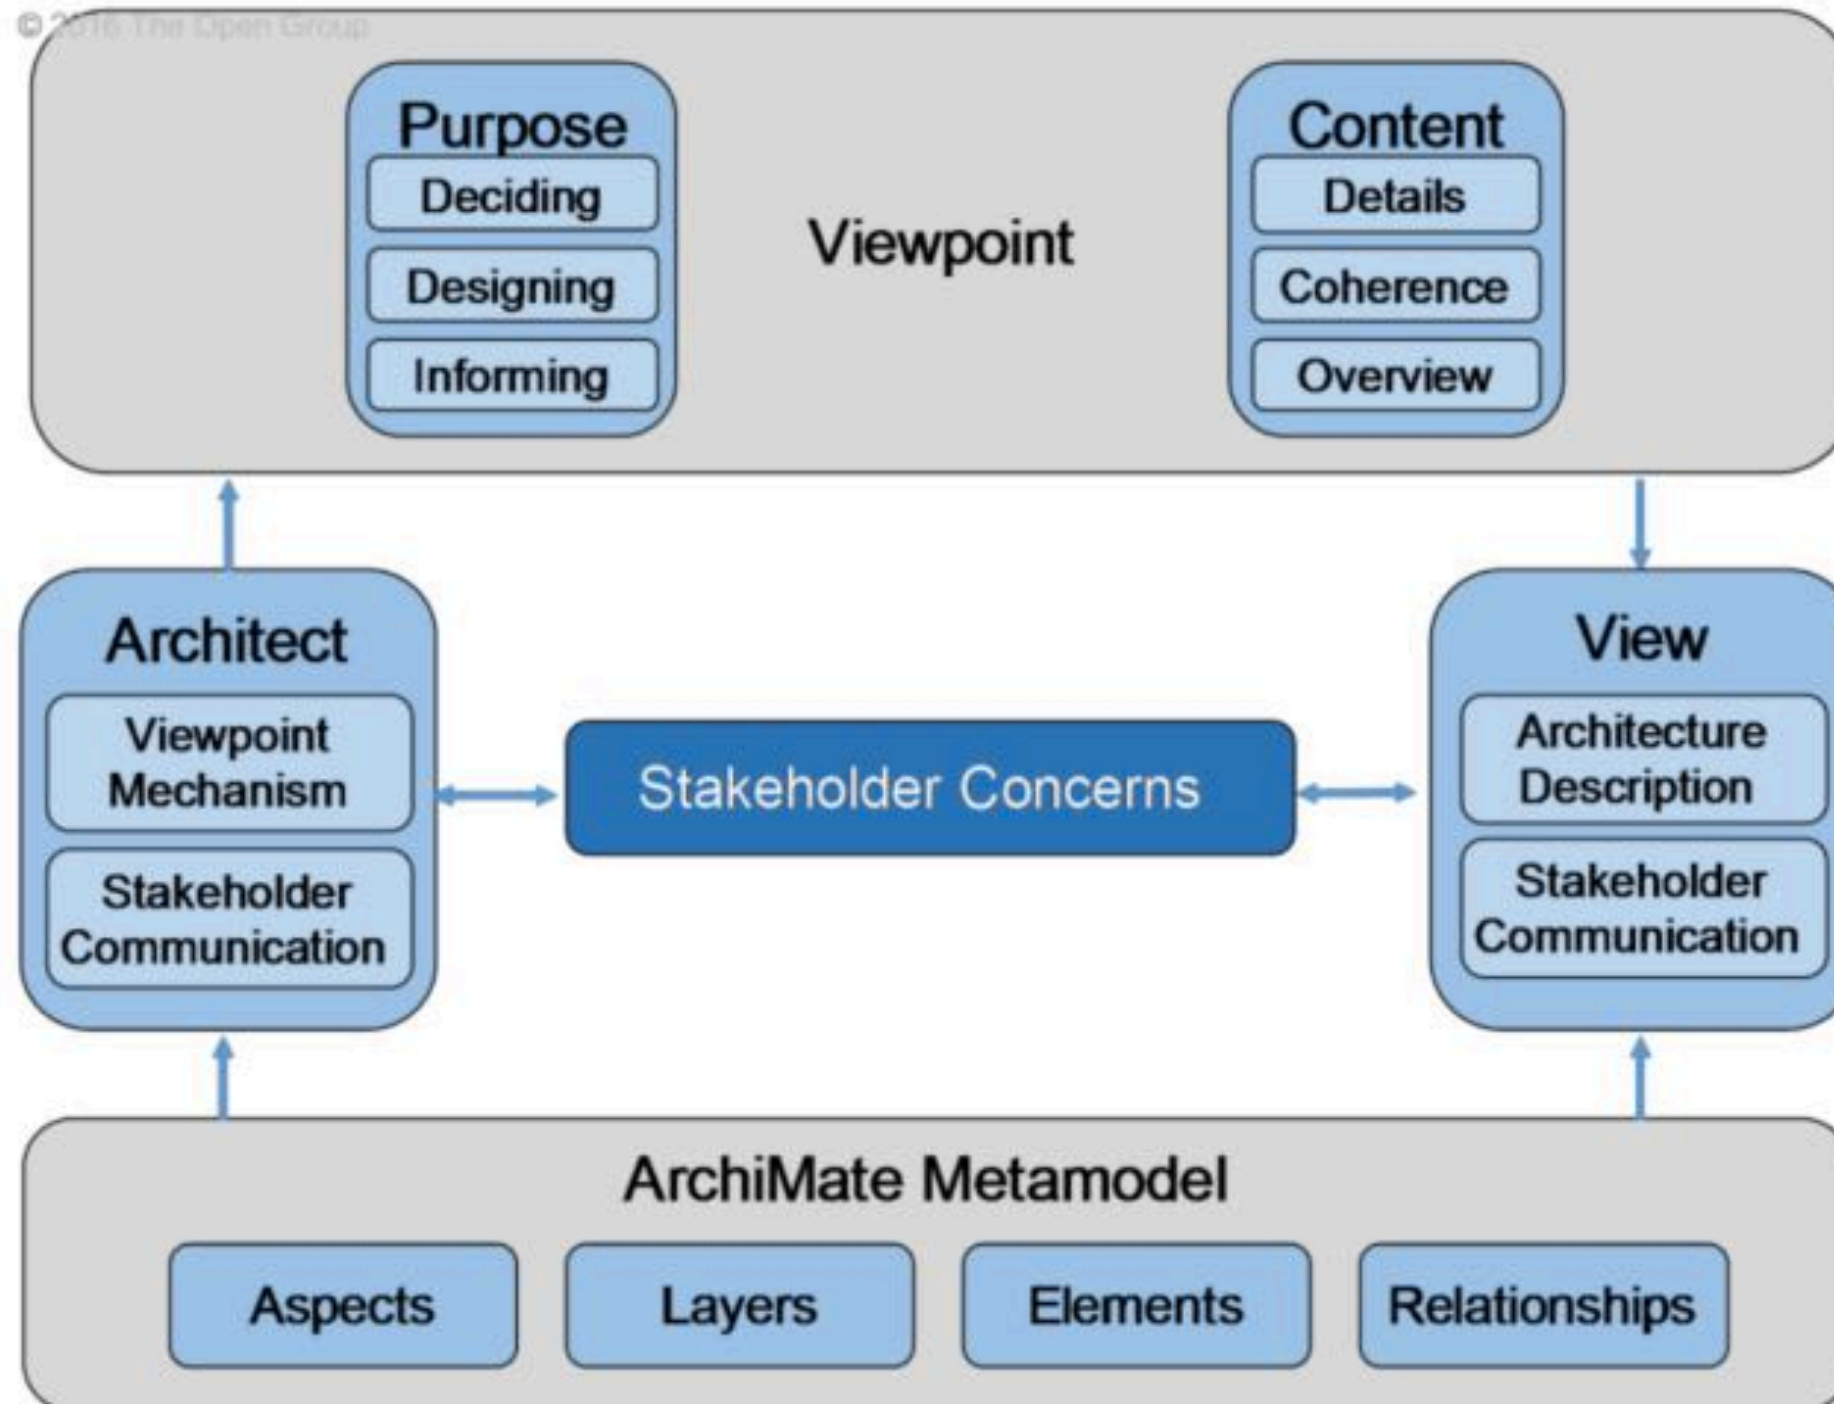 © 2016 The Open Group
Purpose
Deciding
Designing
Informing
Viewpoint
Content
Details
Coherence
Overview
Architect
Viewpoint
Mechanism
Stakeholder
Communication
Stakeholder Concerns
View
Architecture
Description
Stakeholder
Communication
ArchiMate Metamodel
Aspects
Layers
Elements
Relationships